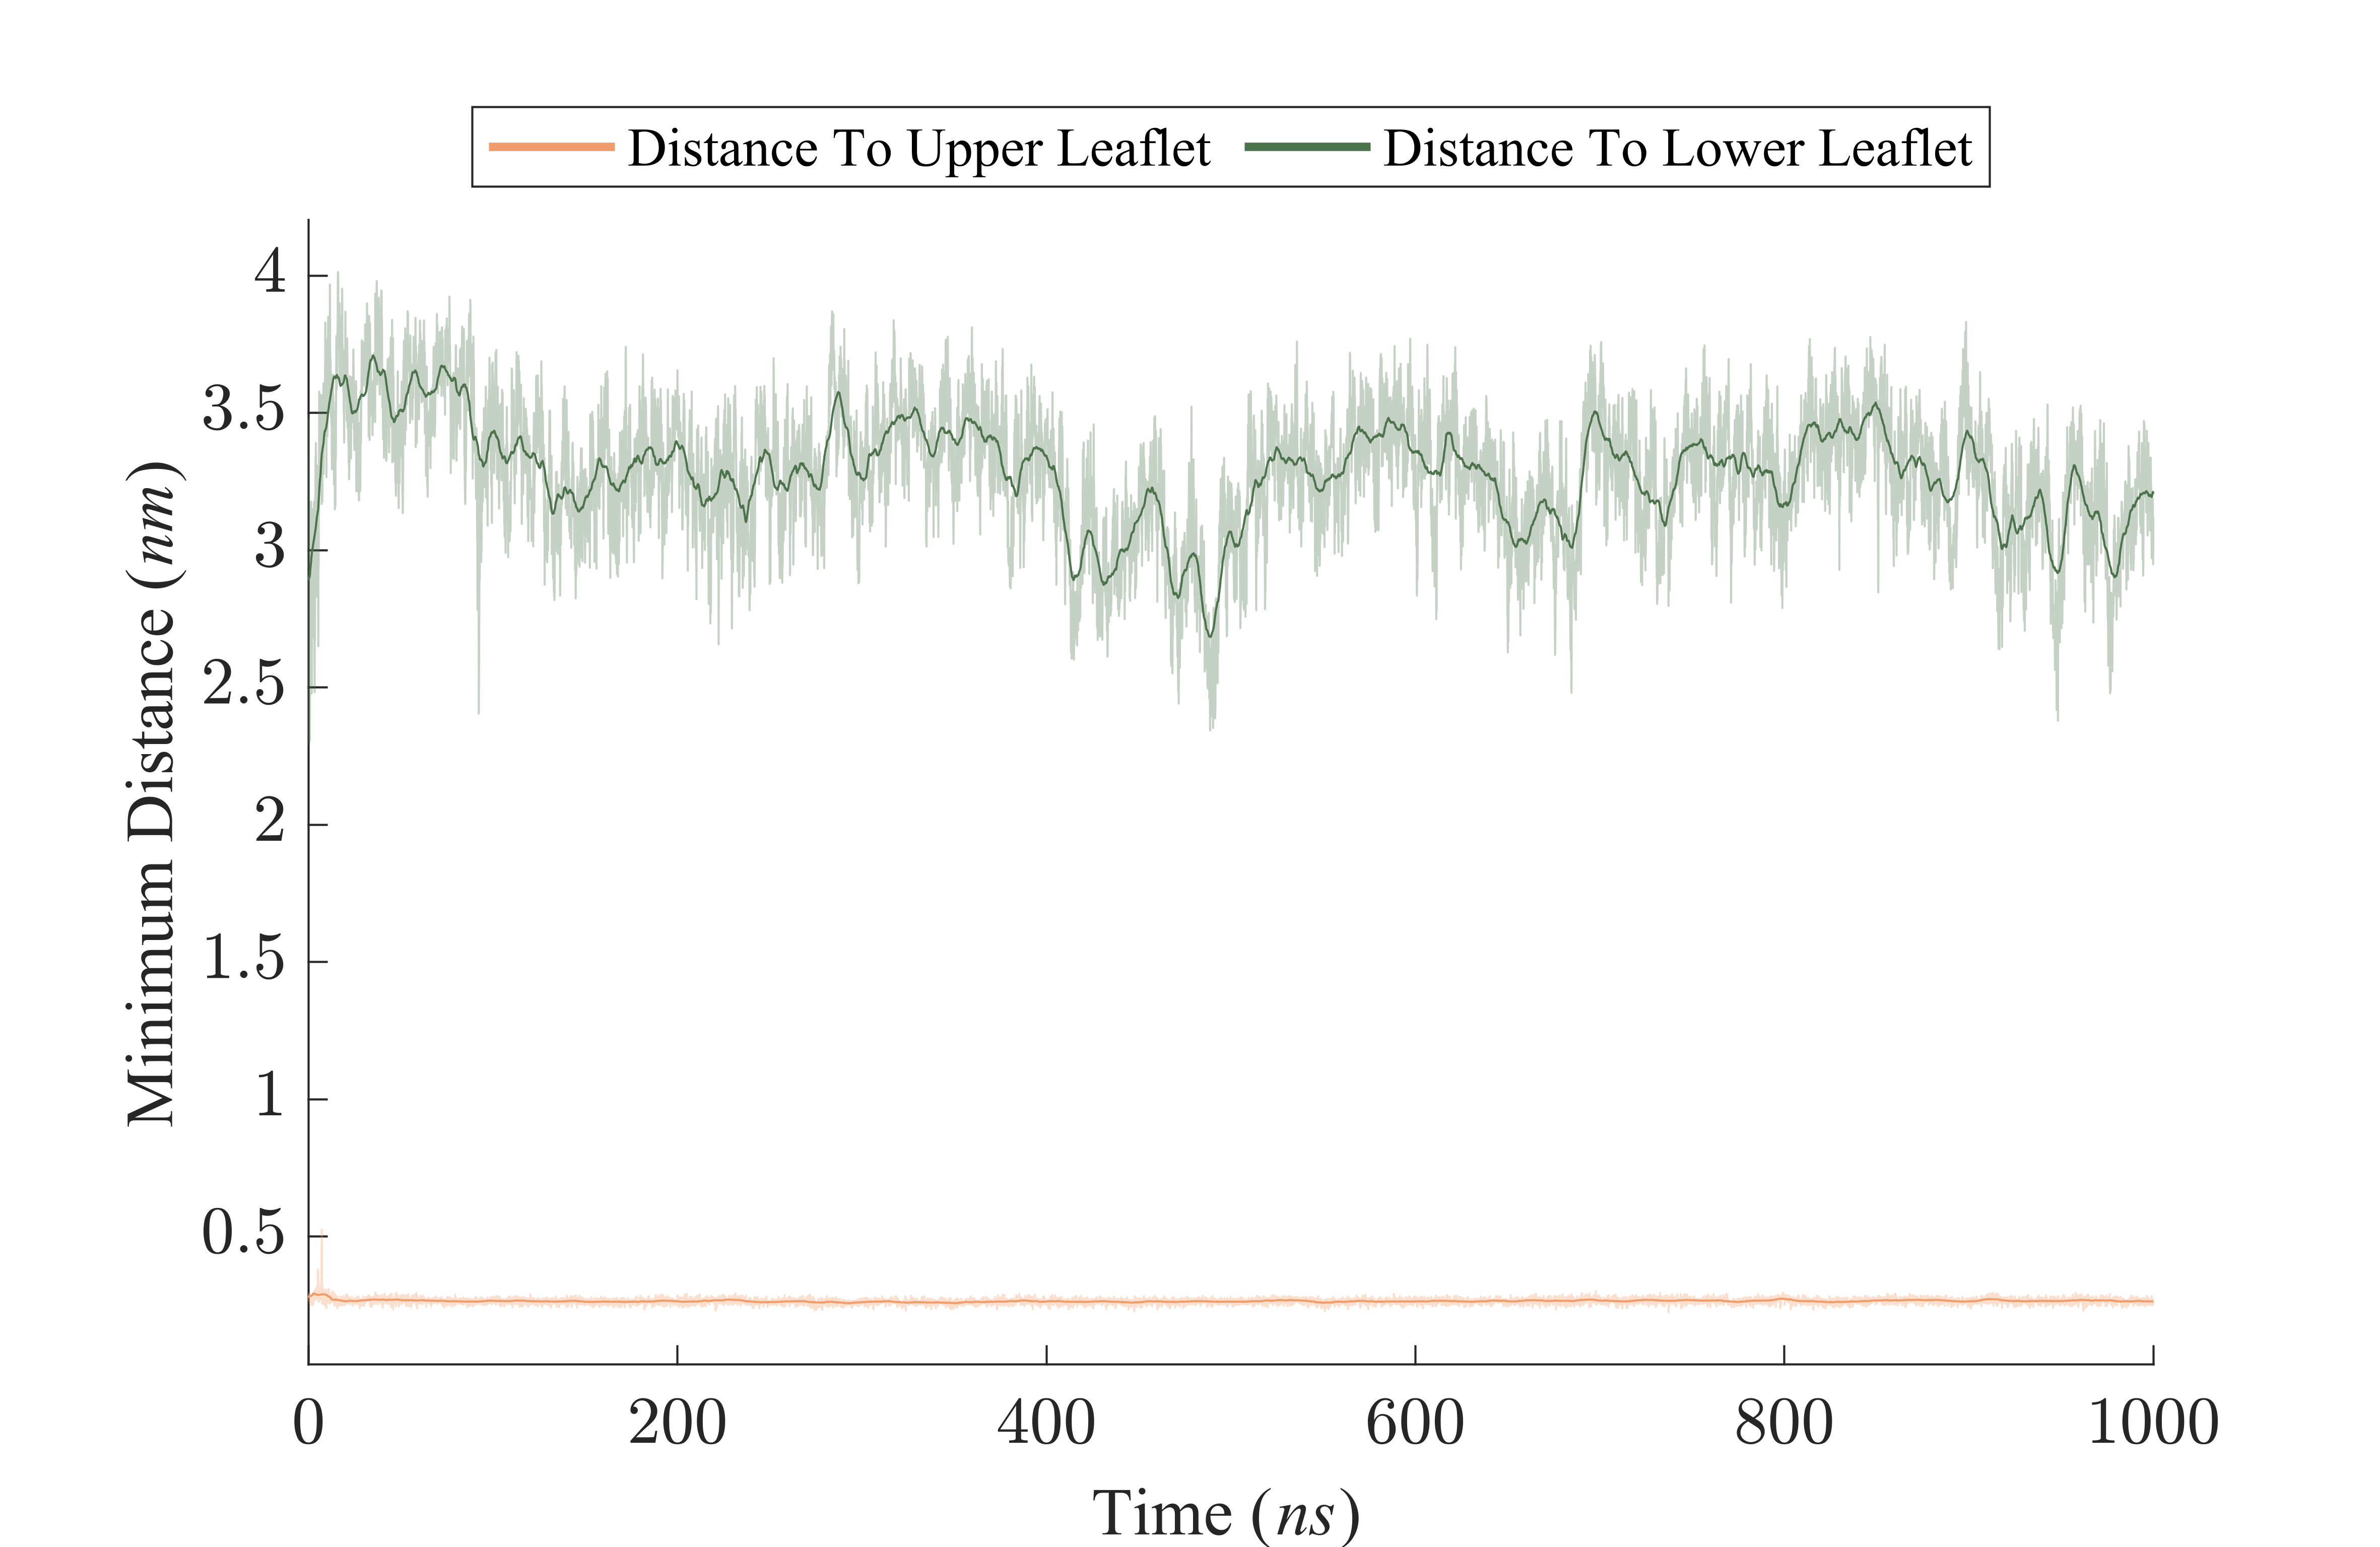 Distance To Upper Leaflet Distance To Lower Leaflet
Minimum Distance (nm)
4
3.5
3
2.5
2
1.5
1
0.5
0 200 400 600 800 1000
Time (ns)